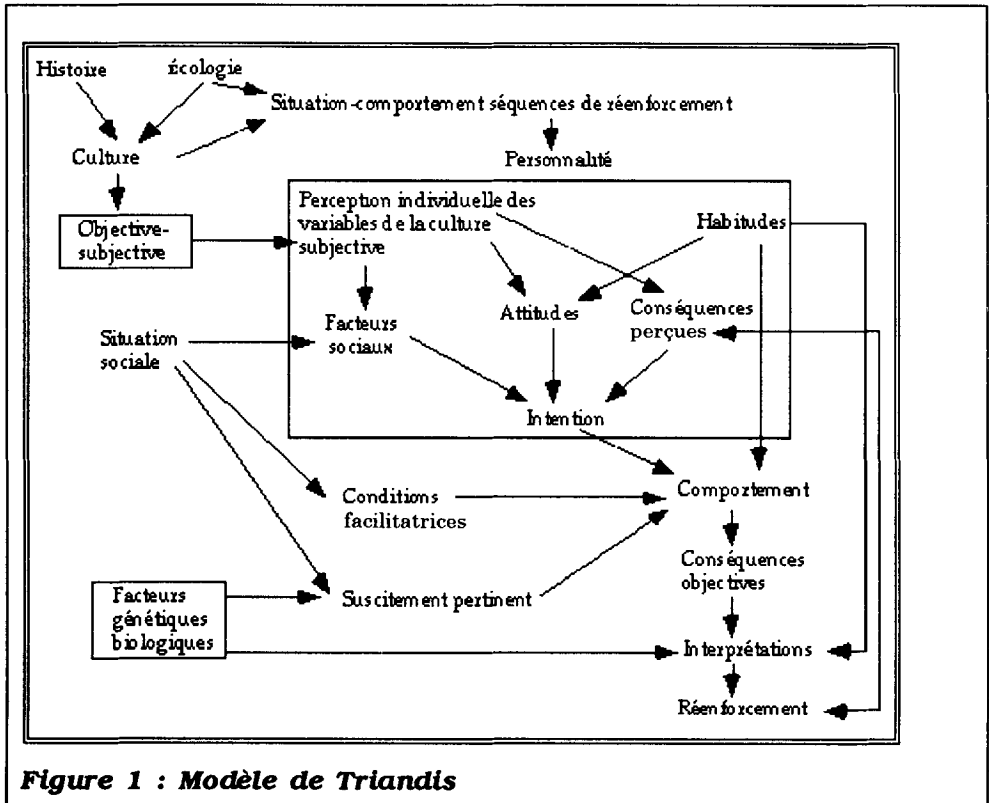 Histoire
écologie
Situation-comportement séquences de réenforcement
Culture
Personnalité
Perception individuelle des
variables de la culture
subjective
Habitudes
Objective-
subjective
Attitudes
Conséquences
perçues
Facteurs
sociaux
Situation
sociale
Intention
Comportement
Conditions
facilitatrices
Conséquences
objectives
Facteurs
génétiques
biologiques
Suscitement pertinent
Interprétations
Réenforcement
Figure 1 : Modèle de Triandis